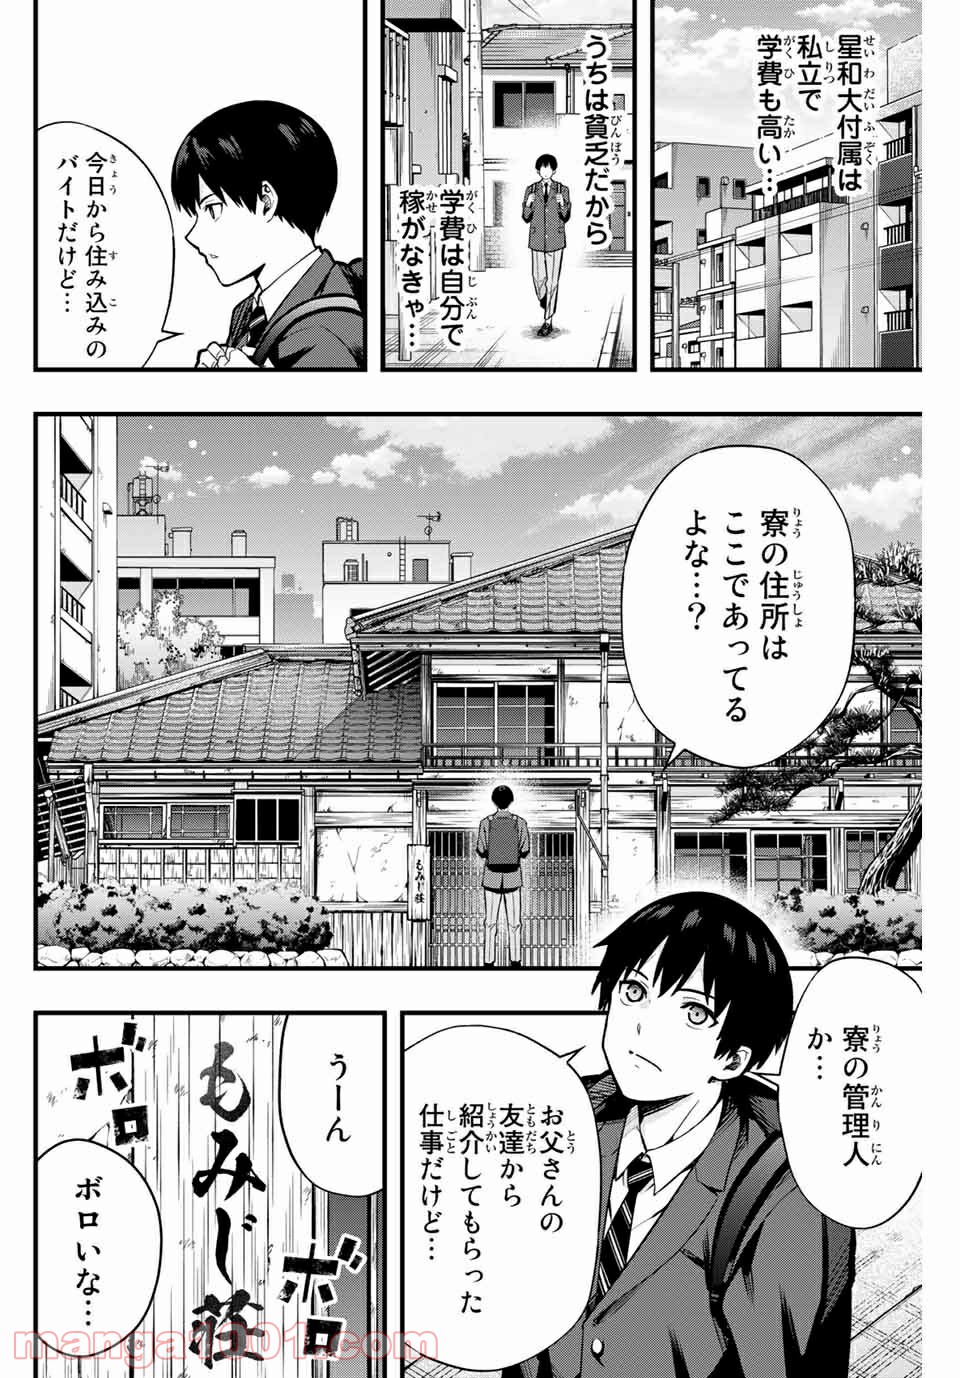 星和大付属は
私立で
学費も高い…
うちは貧乏だから
学費は自分で
稼がなきゃ…
今日から住み込みの
バイトだけど…
寮の住所は
ここであってる
よな…？
もみじ荘
寮の管理人
か…
お父さんの
友達から
紹介してもらった
仕事だけど…
うーん
もみじ荘
ボロ
ボロ
ボロいな…
manga1001.com